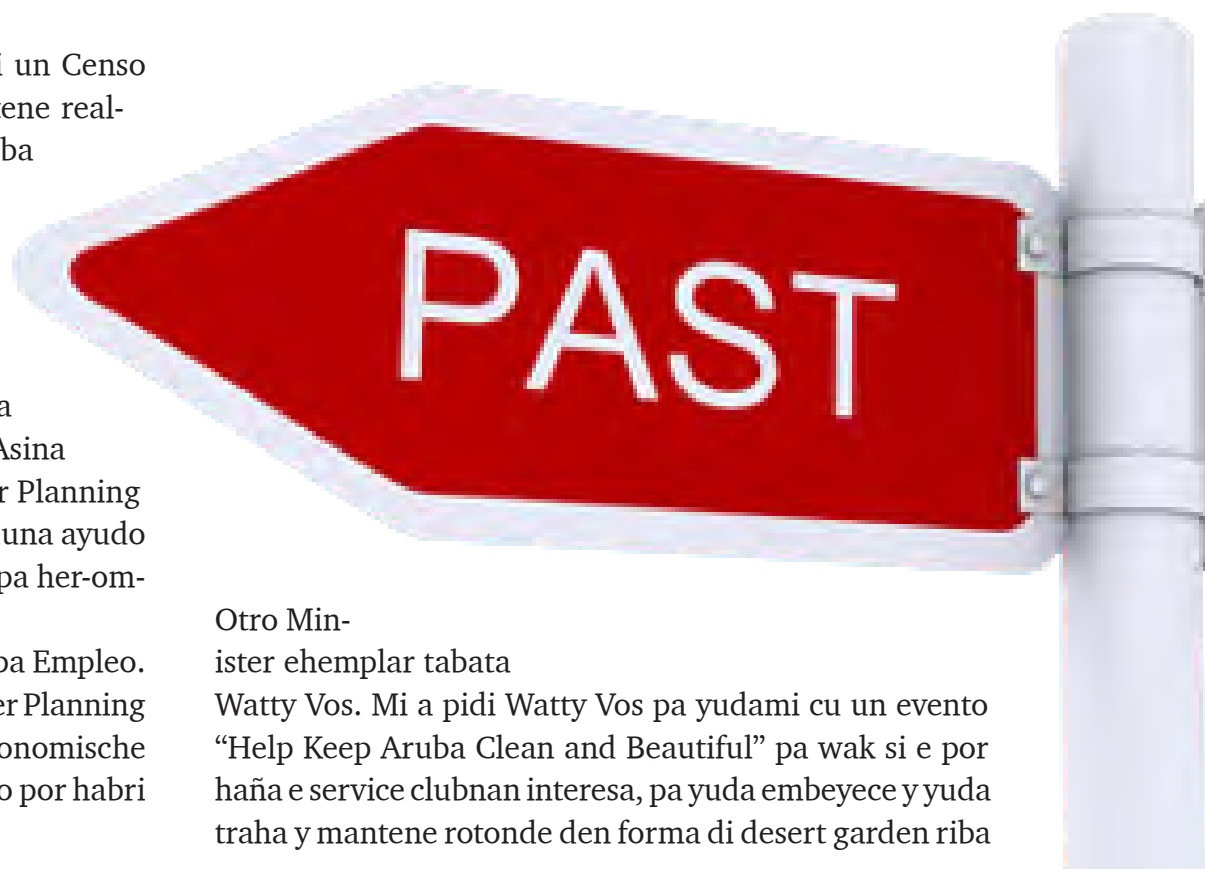 i un Censo
tene real-
ba
a
Asina
r Planning
una ayudo
pa her-om-
pa Empleo.
er Planning
onomische
o por habri
PAST
Otro Min-
ister ehemplar tabata
Watty Vos. Mi a pidi Watty Vos pa yudami cu un evento
“Help Keep Aruba Clean and Beautiful” pa wak si e por
haña e service clubnan interesa, pa yuda embeyece y yuda
traha y mantene rotonde den forma di desert garden riba